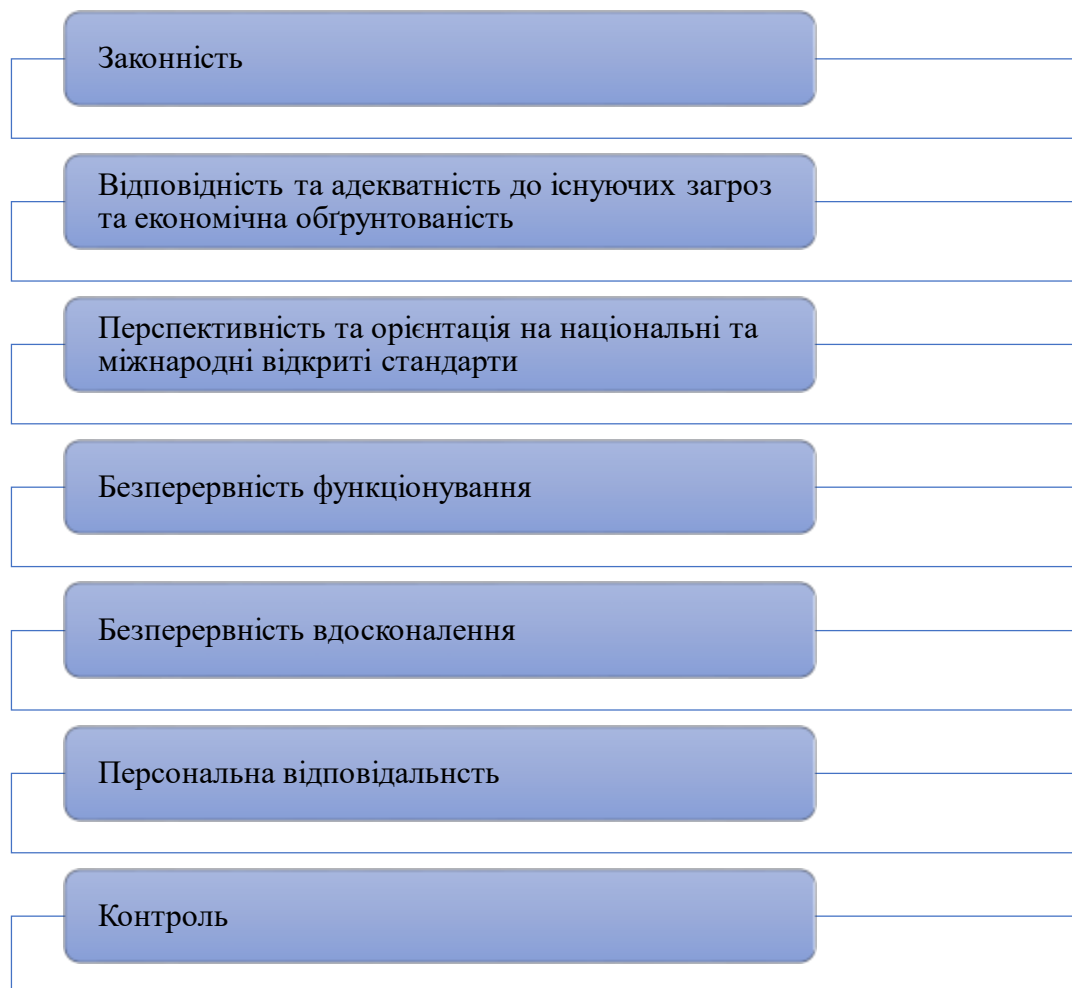 Законність
Відповідність та адекватність до існуючих загроз
та економічна обґрунтованість
Перспективність та орієнтація на національні та
міжнародні відкриті стандарти
Безперервність функціонування
Безперервність вдосконалення
Персональна відповідальнсть
Контроль